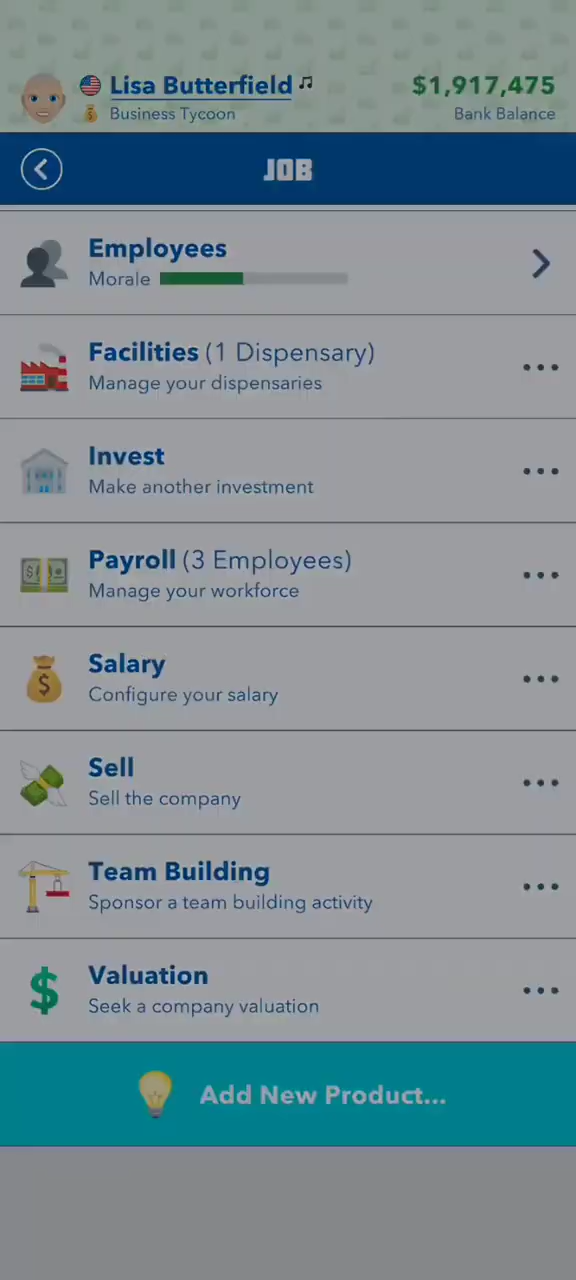 Lisa Butterfield
$1,917,475
Business Tycoon
Bank Balance
JOB
Employees
Morale
Facilities (1 Dispensary)
Manage your dispensaries
Invest
Make another investment
Payroll (3 Employees)
Manage your workforce
Salary
Configure your salary
Sell
Sell the company
Team Building
Sponsor a team building activity
Valuation
Seek a company valuation
Add New Product...